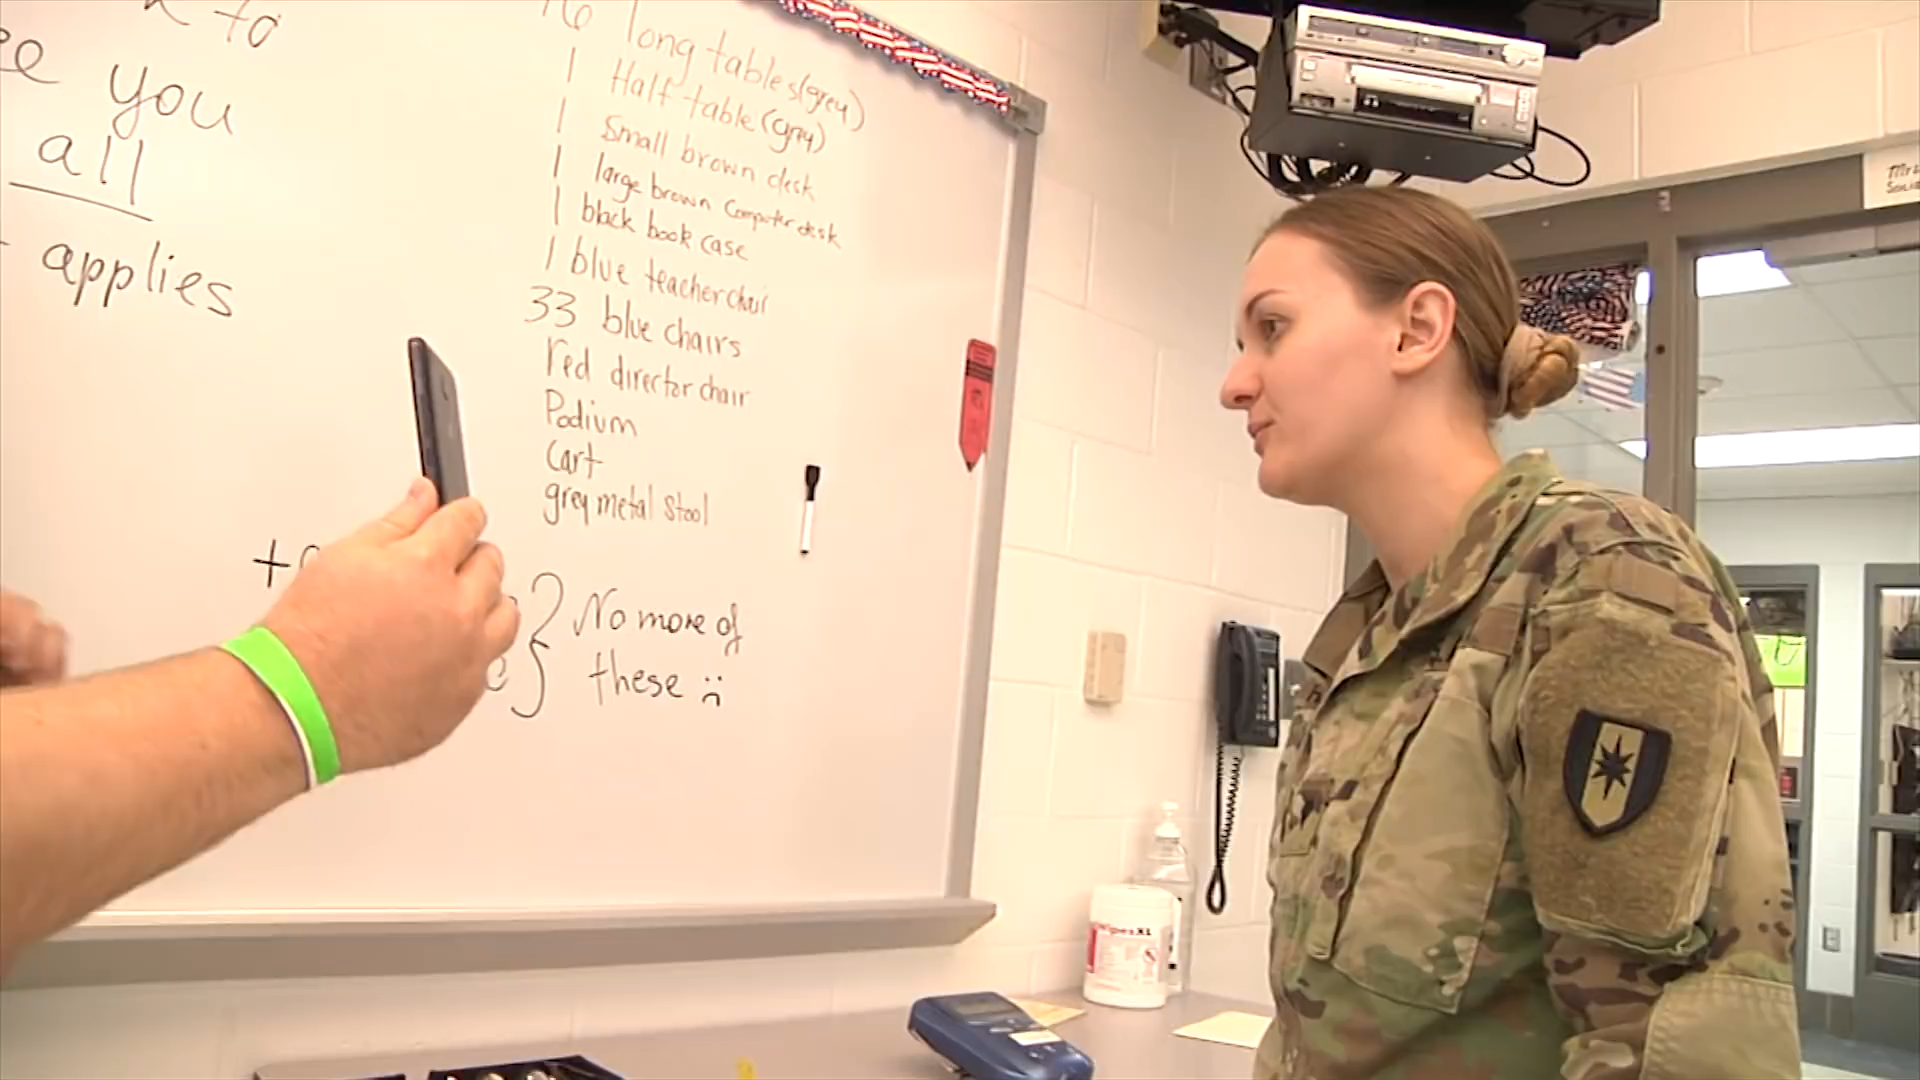 to
you
all
applies
16 long tables (grey)
1 Half table (grey)
1 small brown desk
1 large brown computer desk
1 black book case
1 blue teacher chair
33 blue chairs
red director chair
Podium
Cart
grey metal stool
No more of
these :(
XL